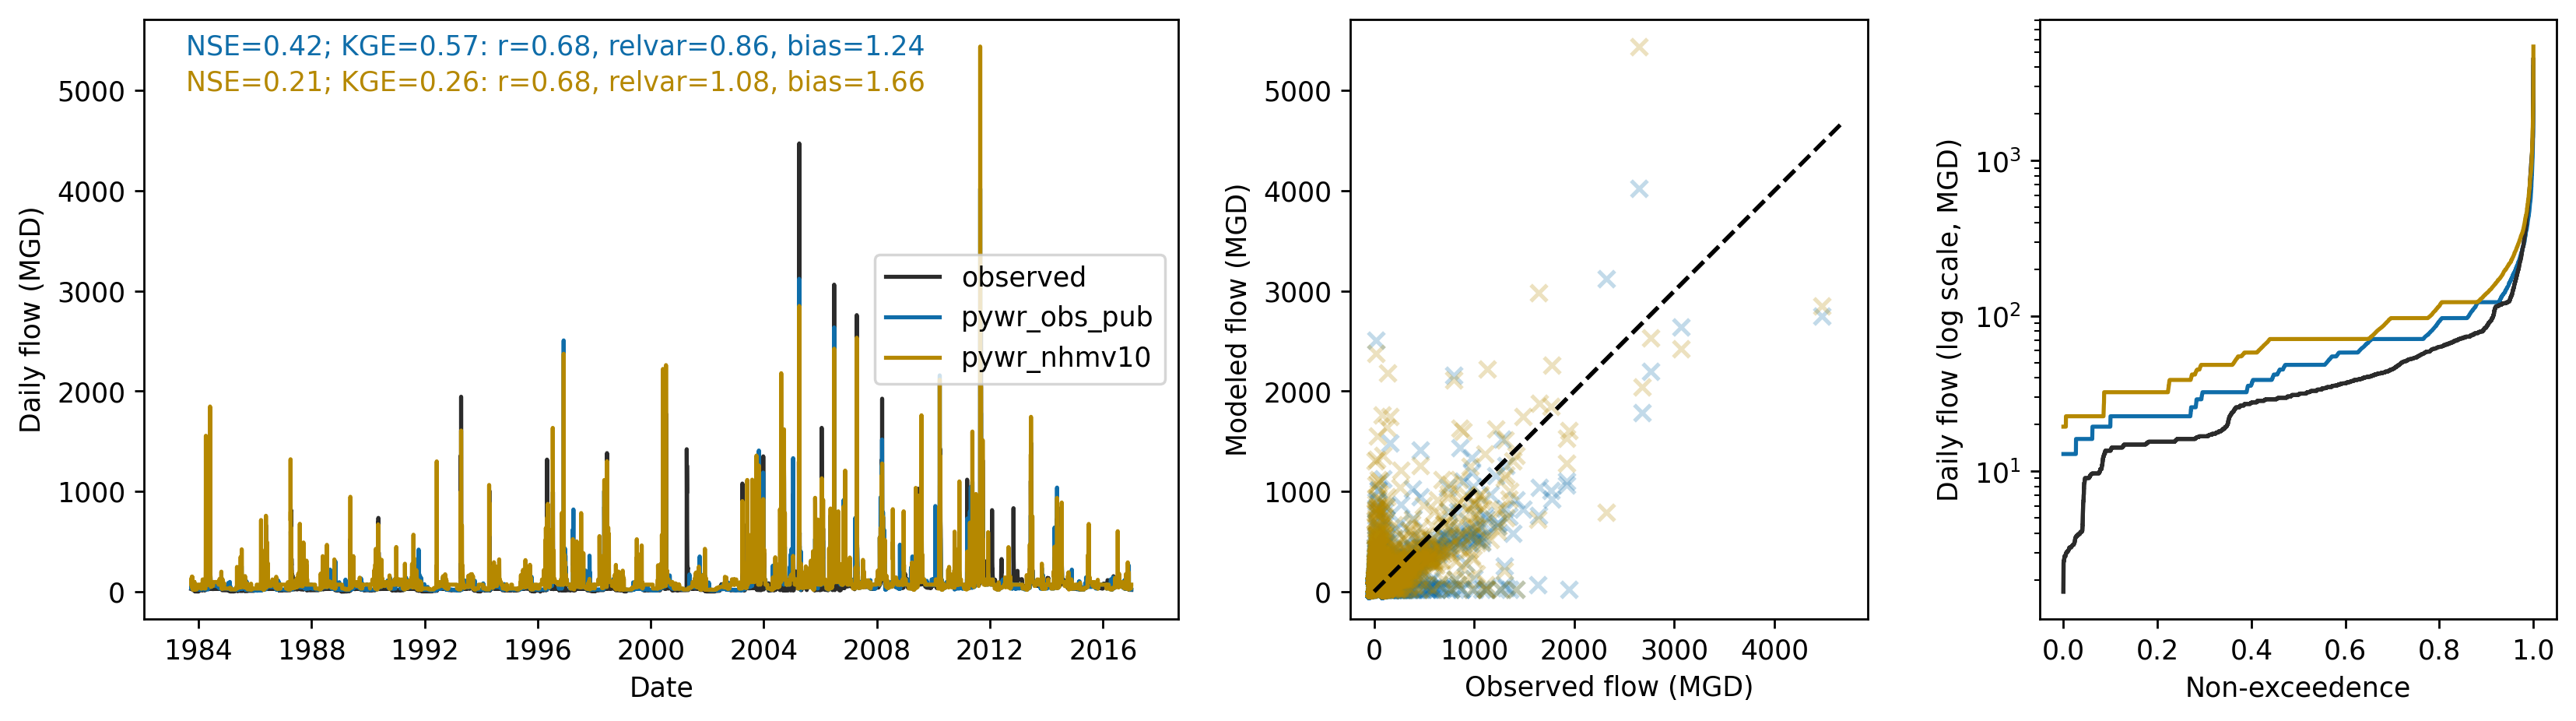 NSE=0.42; KGE=0.57: r=0.68, relvar=0.86, bias=1.24
NSE=0.21; KGE=0.26: r=0.68, relvar=1.08, bias=1.66
Daily flow (MGD)
5000
4000
3000
2000
1000
0
observed
pywr_obs_pub
pywr_nhmv10
1984 1988 1992 1996 2000 2004 2008 2012 2016
Date
Modeled flow (MGD)
5000
4000
3000
2000
1000
0
0 1000 2000 3000 4000
Observed flow (MGD)
Daily flow (log scale, MGD)
10³
10²
10¹
0.0 0.2 0.4 0.6 0.8 1.0
Non-exceedence